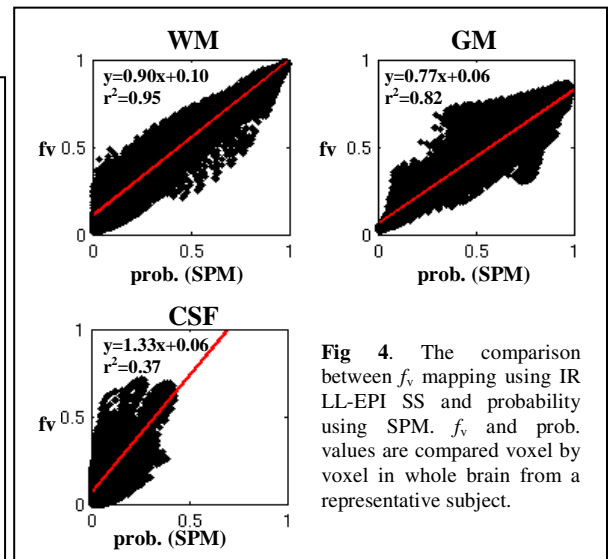 WM
y=0.90x+0.10
r²=0.95
1
fv 0.5
0
0 0.5 1
prob. (SPM)
GM
y=0.77x+0.06
r²=0.82
1
fv 0.5
0
0 0.5 1
prob. (SPM)
CSF
y=1.33x+0.06
r²=0.37
1
fv 0.5
0
0 0.5 1
prob. (SPM)
Fig 4. The comparison
between fv mapping using IR
LL-EPI SS and probability
using SPM. fv and prob.
values are compared voxel by
voxel in whole brain from a
representative subject.